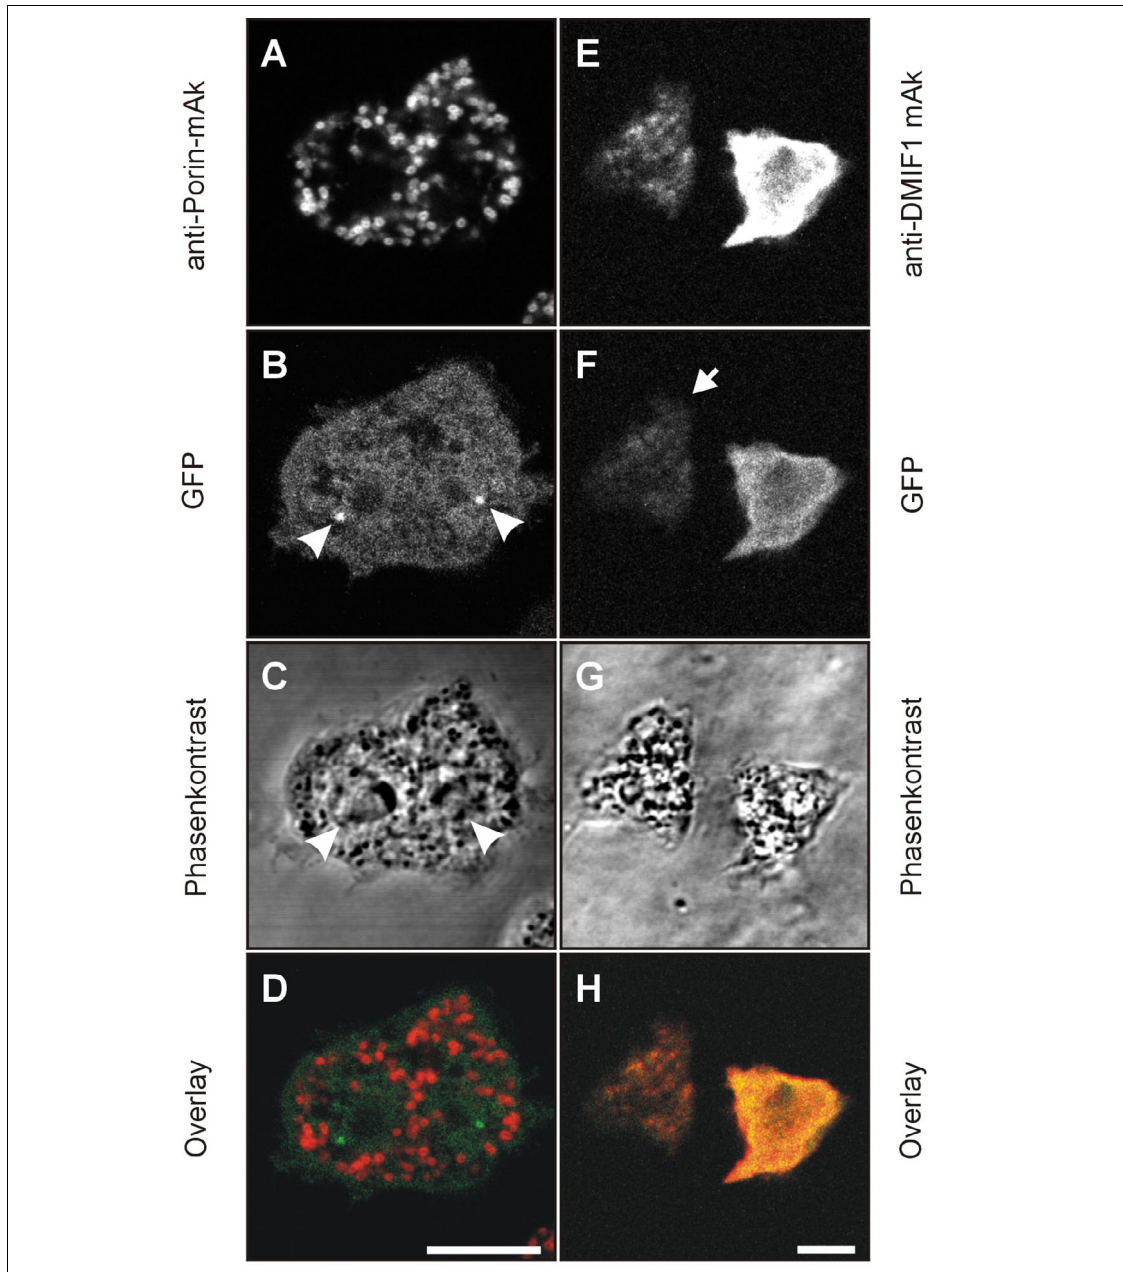 A
E
anti-Porin-mAk
anti-DMIF1 mAk
B
F
GFP
GFP
C
G
Phasenkontrast
Phasenkontrast
D
H
Overlay
Overlay